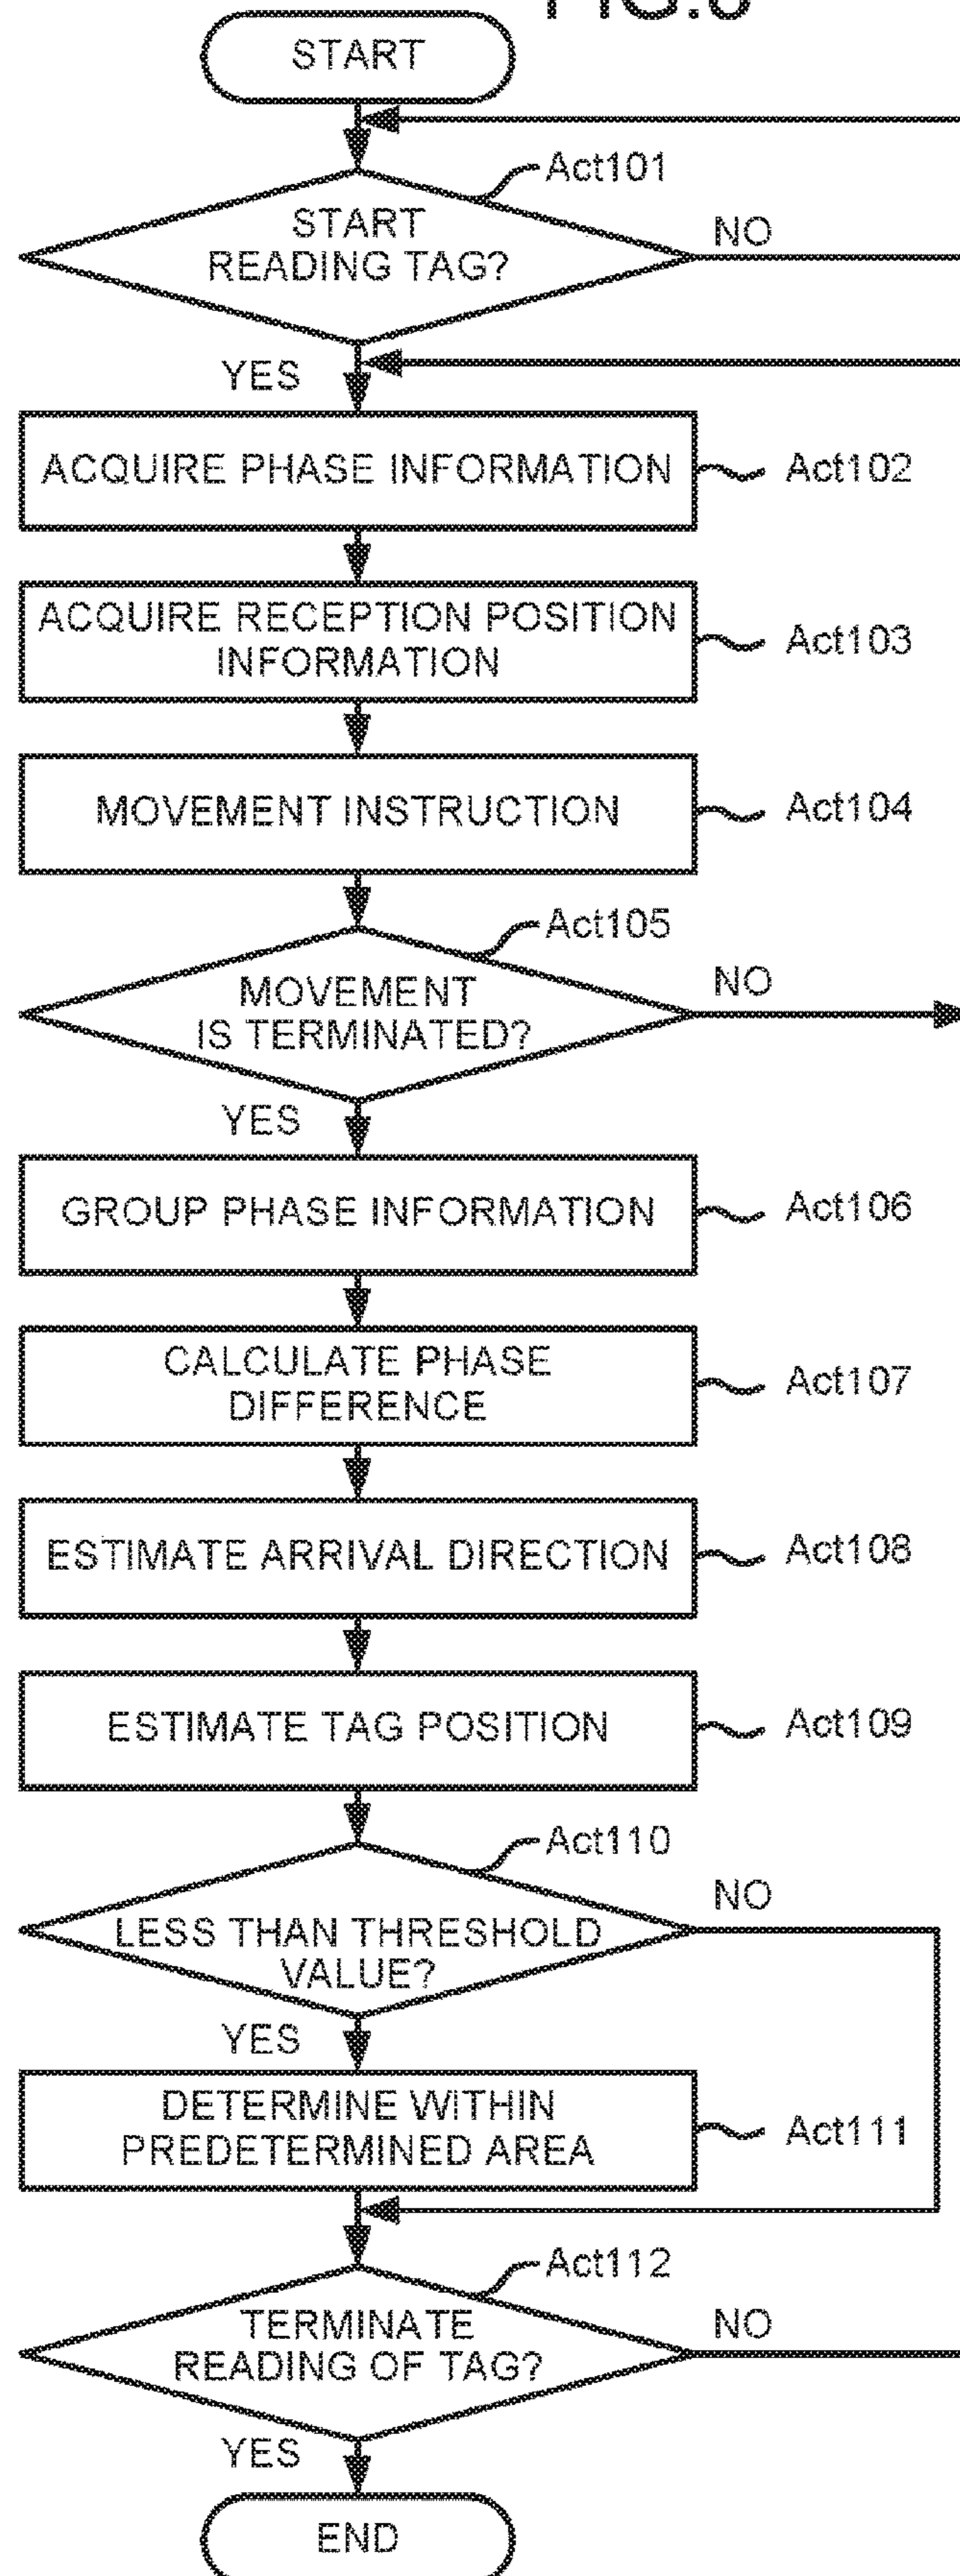 START
Act101
START
READING TAG?
NO
YES
ACQUIRE PHASE INFORMATION
Act102
ACQUIRE RECEPTION POSITION
INFORMATION
Act103
MOVEMENT INSTRUCTION
Act104
Act105
MOVEMENT
IS TERMINATED?
NO
YES
GROUP PHASE INFORMATION
Act106
CALCULATE PHASE
DIFFERENCE
Act107
ESTIMATE ARRIVAL DIRECTION
Act108
ESTIMATE TAG POSITION
Act109
Act110
LESS THAN THRESHOLD
VALUE?
NO
YES
DETERMINE WITHIN
PREDETERMINED AREA
Act111
Act112
TERMINATE
READING OF TAG?
NO
YES
END